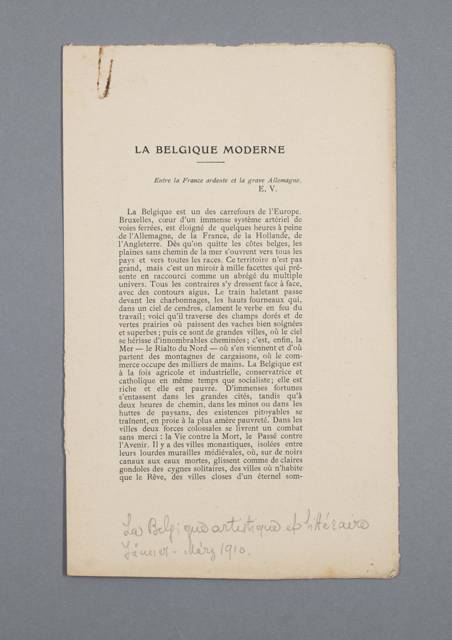 LA BELGIQUE MODERNE
Entre la France ardente et la grave Allemagne.
E. V.
La Belgique est un des carrefours de l'Europe.
Bruxelles, cœur d'un immense système artériel de
voies ferrées, est éloigné de quelques heures à peine
de l'Allemagne, de la France, de la Hollande, de
l'Angleterre. Dès qu'on quitte les côtes belges, les
plaines sans chemin de la mer s'ouvrent vers tous les
pays et vers toutes les races. Ce territoire n'est pas
grand, mais c'est un miroir à mille facettes qui pré-
sente en raccourci comme un abrégé du multiple
univers. Tous les contraires s'y dressent face à face,
avec des contours aigus. Le train haletant passe
devant les charbonnages, les hauts fourneaux qui,
dans un ciel de cendres, clament le verbe en feu du
travail; voici qu'il traverse des champs dorés et de
vertes prairies où paissent des vaches bien soignées
et superbes; puis ce sont de grandes villes, où le ciel
se hérisse d'innombrables cheminées; c'est, enfin, la
Mer — le Rialto du Nord — où s'en viennent et d'où
partent des montagnes de cargaisons, où le com-
merce occupe des milliers de mains. La Belgique est
à la fois agricole et industrielle, conservatrice et
catholique en même temps que socialiste; elle est
riche et elle est pauvre. D'immenses fortunes
s'entassent dans les grandes cités, tandis qu'à
deux heures de chemin, dans les mines ou dans les
huttes de paysans, des existences pitoyables se
traînent, en proie à la plus amère pauvreté. Dans les
villes deux forces colossales se livrent un combat
sans merci : la Vie contre la Mort, le Passé contre
l'Avenir. Il y a des villes monastiques, isolées entre
leurs lourdes murailles médiévales, où, sur de noirs
canaux aux eaux mortes, glissent comme de claires
gondoles des cygnes solitaires, des villes où n'habite
que le Rêve, des villes closes d'un éternel som-
La Belgique artistique et littéraire
Janvier - März 1910.